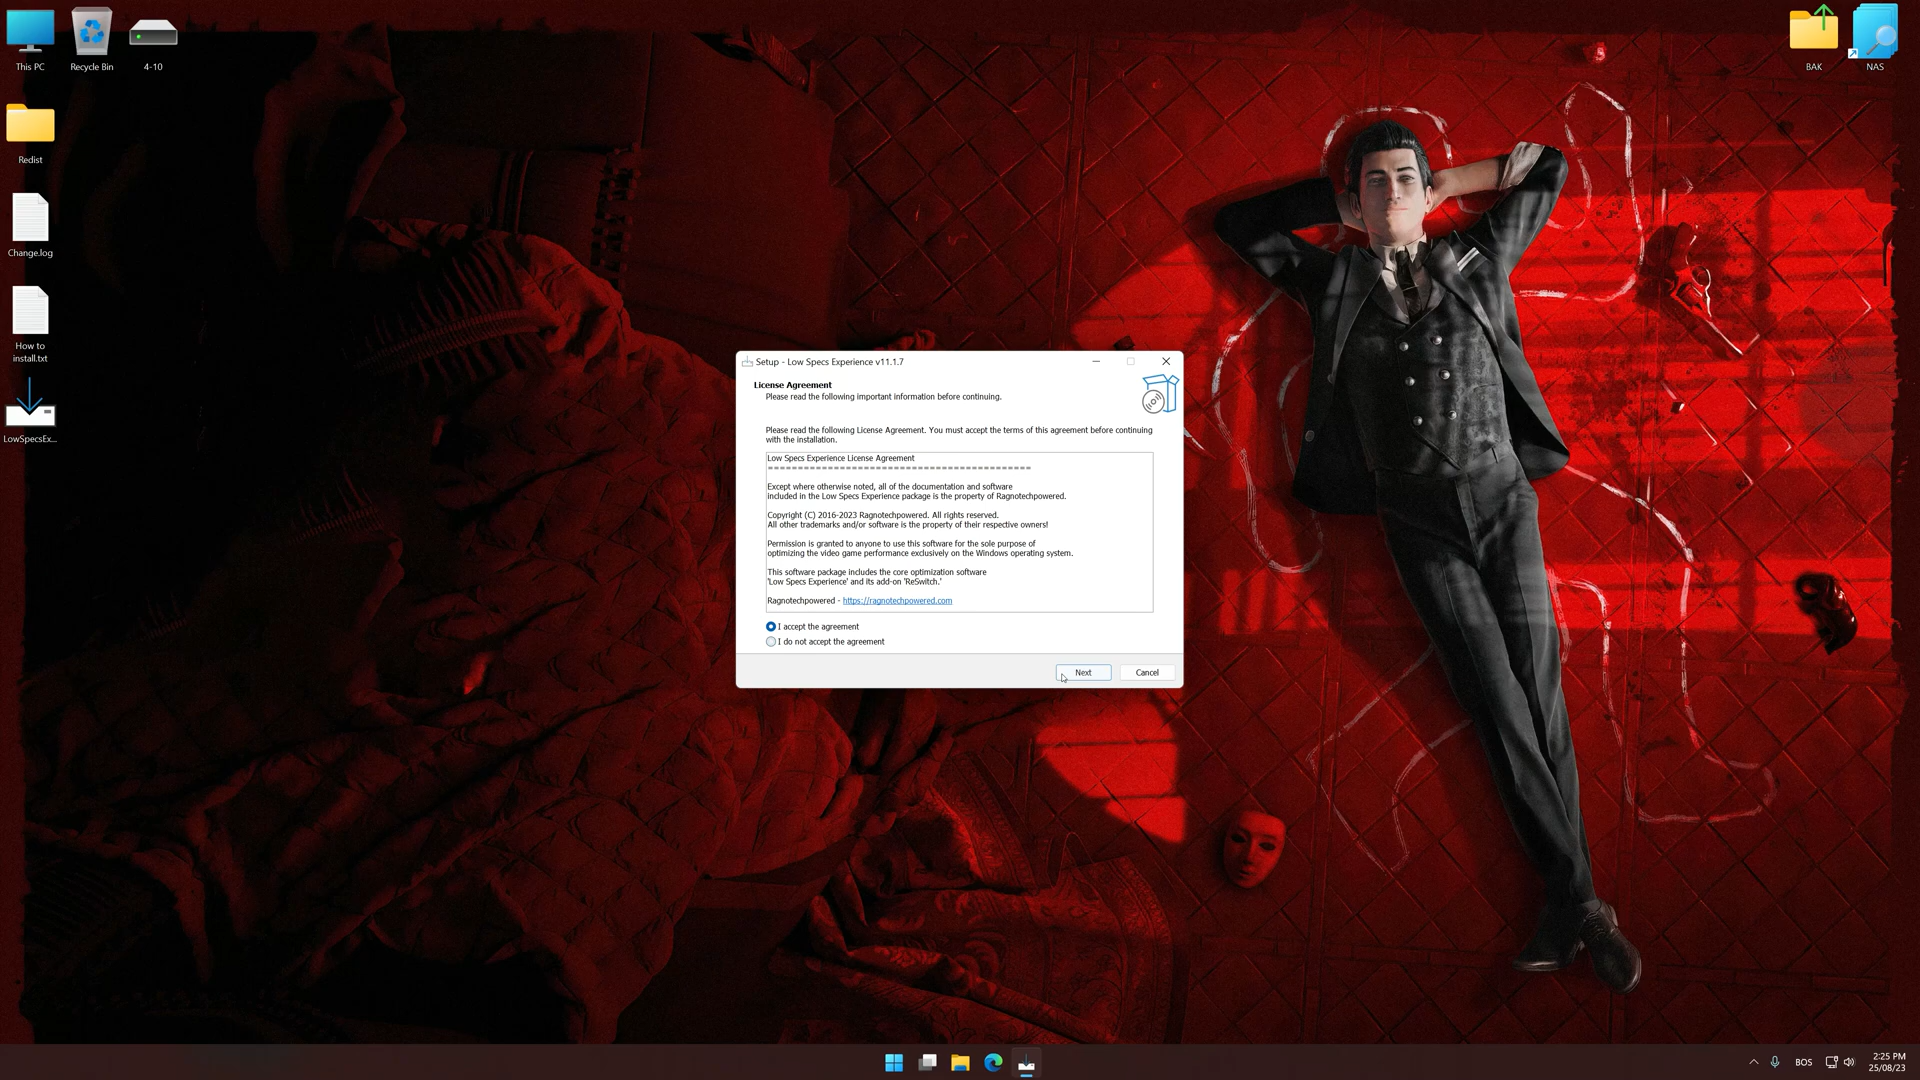 This PC
Recycle Bin
4-10
BAK
NAS
Redist
Change.log
How to
install.txt
LowSpecsEx...
Setup - Low Specs Experience v11.1.7
License Agreement
Please read the following important information before continuing.
Please read the following License Agreement. You must accept the terms of this agreement before continuing
with the installation.
Low Specs Experience License Agreement
============================================
Except where otherwise noted, all of the documentation and software
included in the Low Specs Experience package is the property of Ragnotechpowered.
Copyright (C) 2016-2023 Ragnotechpowered. All rights reserved.
All other trademarks and/or software is the property of their respective owners!
Permission is granted to anyone to use this software for the sole purpose of
optimizing the video game performance exclusively on the Windows operating system.
This software package includes the core optimization software
'Low Specs Experience' and its add-on 'ReSwitch.'
Ragnotechpowered - https://ragnotechpowered.com
I accept the agreement
I do not accept the agreement
Next
Cancel
BOS
2:25 PM
25/08/23